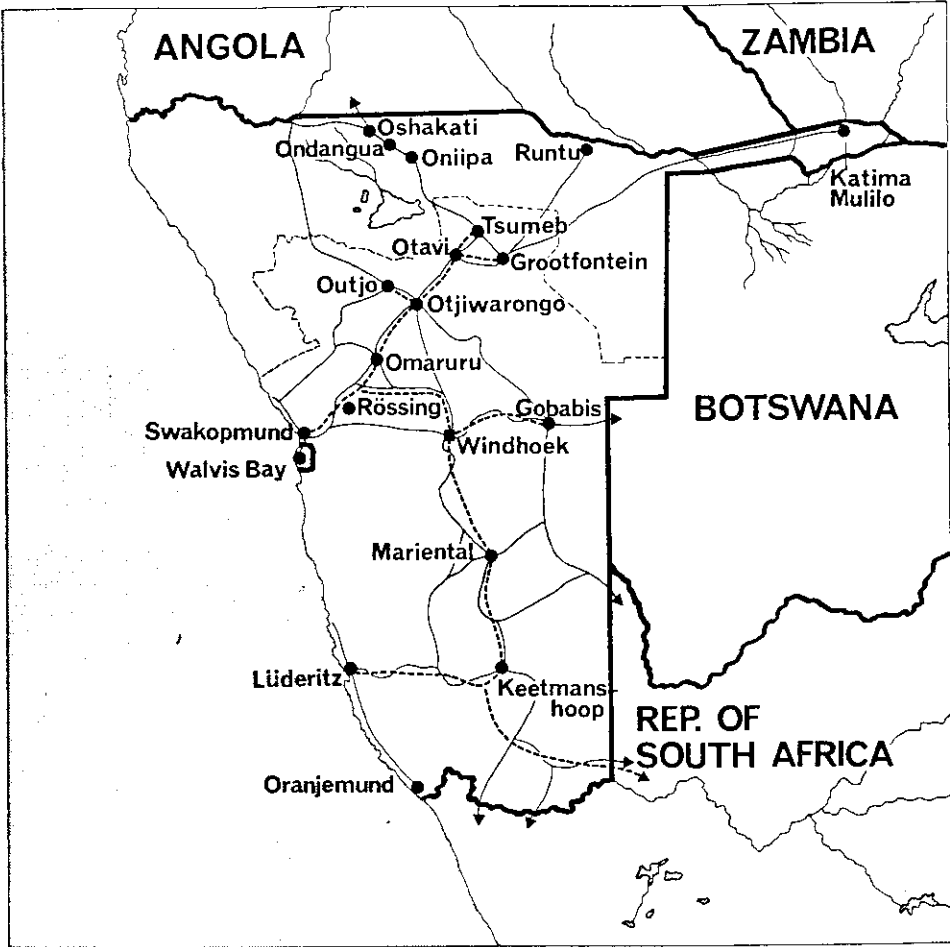 ANGOLA
ZAMBIA
Oshakati
Ondangua
Oniipa
Runtu
Katima
Mulilo
Tsumeb
Otavi
Grootfontein
Outjo
Otjiwarongo
Omaruru
Rössing
Gobabis
BOTSWANA
Swakopmund
Windhoek
Walvis Bay
Mariental
Lüderitz
Keetmans-
hoop
REP. OF
SOUTH AFRICA
Oranjemund